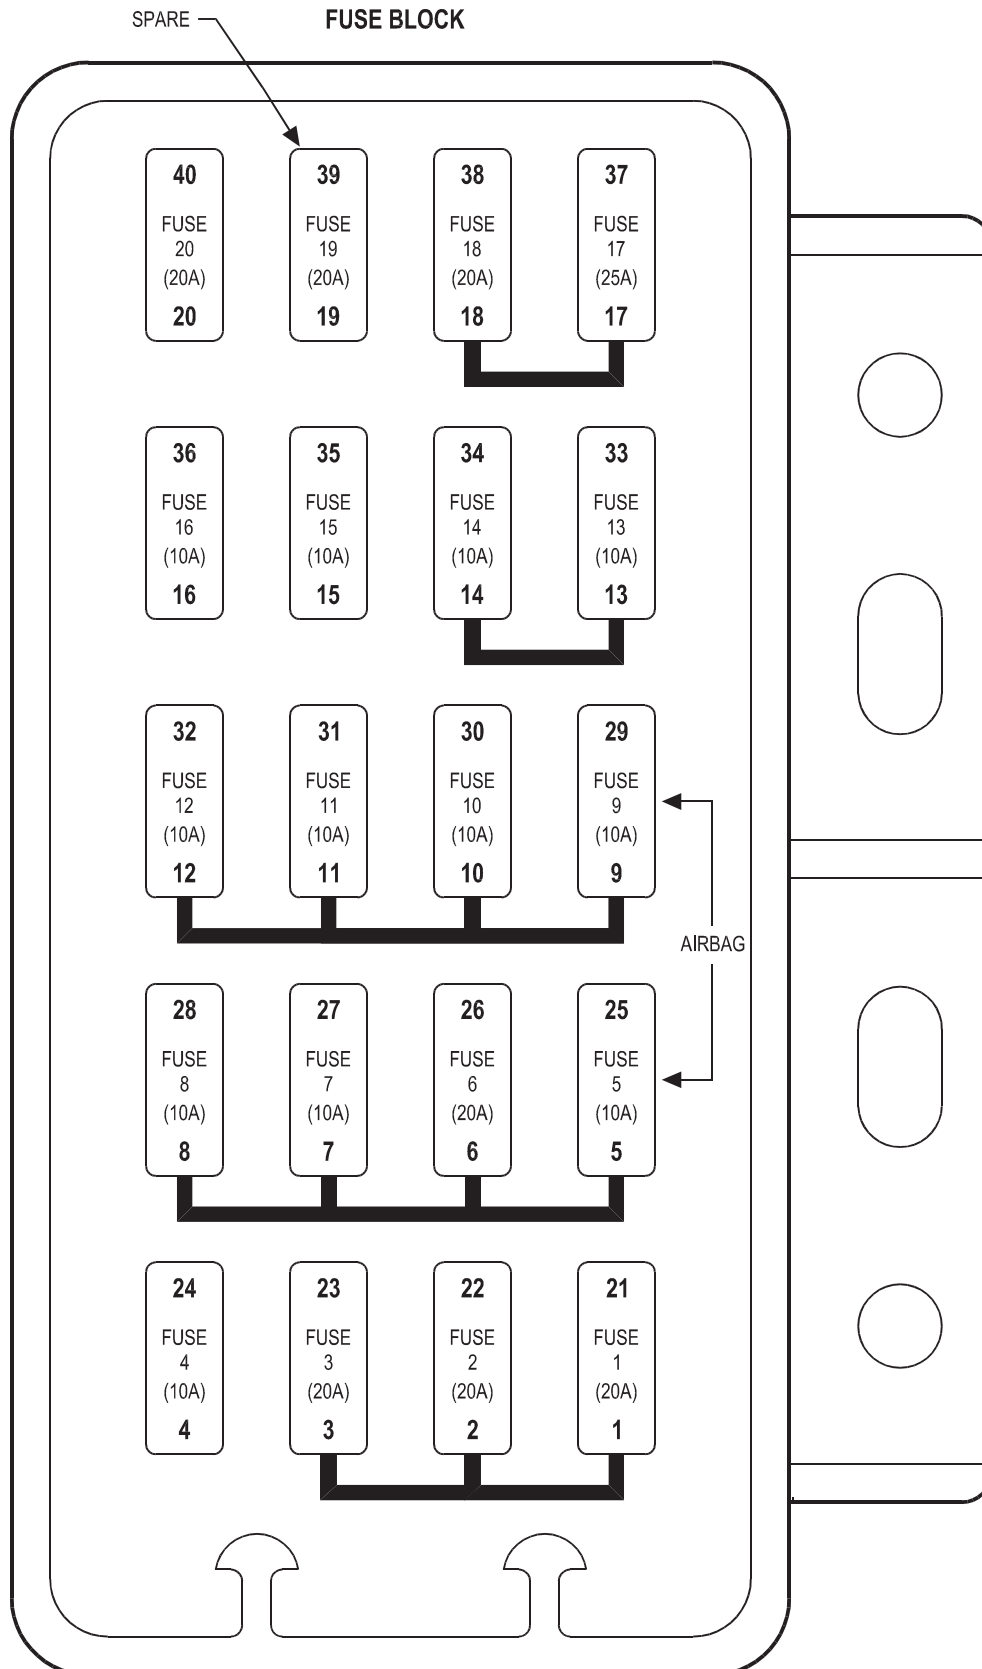 SPARE FUSE BLOCK
40 39 38 37
FUSE FUSE FUSE FUSE
20 19 18 17
(20A) (20A) (20A) (25A)
20 19 18 17
36 35 34 33
FUSE FUSE FUSE FUSE
16 15 14 13
(10A) (10A) (10A) (10A)
16 15 14 13
32 31 30 29
FUSE FUSE FUSE FUSE
12 11 10 9
(10A) (10A) (10A) (10A)
12 11 10 9
AIRBAG
28 27 26 25
FUSE FUSE FUSE FUSE
8 7 6 5
(10A) (10A) (20A) (10A)
8 7 6 5
24 23 22 21
FUSE FUSE FUSE FUSE
4 3 2 1
(10A) (20A) (20A) (20A)
4 3 2 1